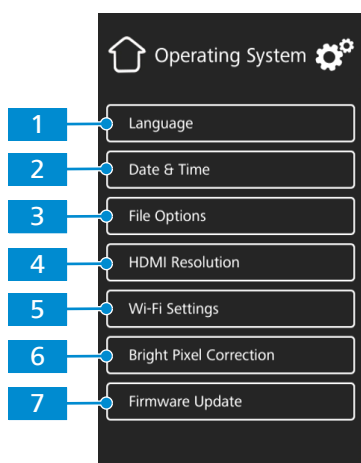 Operating System
1 Language
2 Date & Time
3 File Options
4 HDMI Resolution
5 Wi-Fi Settings
6 Bright Pixel Correction
7 Firmware Update